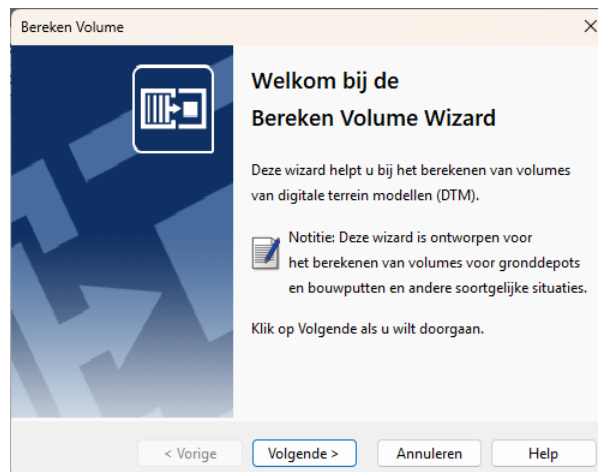 Bereken Volume
Welkom bij de
Bereken Volume Wizard
Deze wizard helpt u bij het berekenen van volumes
van digitale terrein modellen (DTM).
Notitie: Deze wizard is ontworpen voor
het berekenen van volumes voor gronddepots
en bouwputten en andere soortgelijke situaties.
Klik op Volgende als u wilt doorgaan.
< Vorige
Volgende >
Annuleren
Help